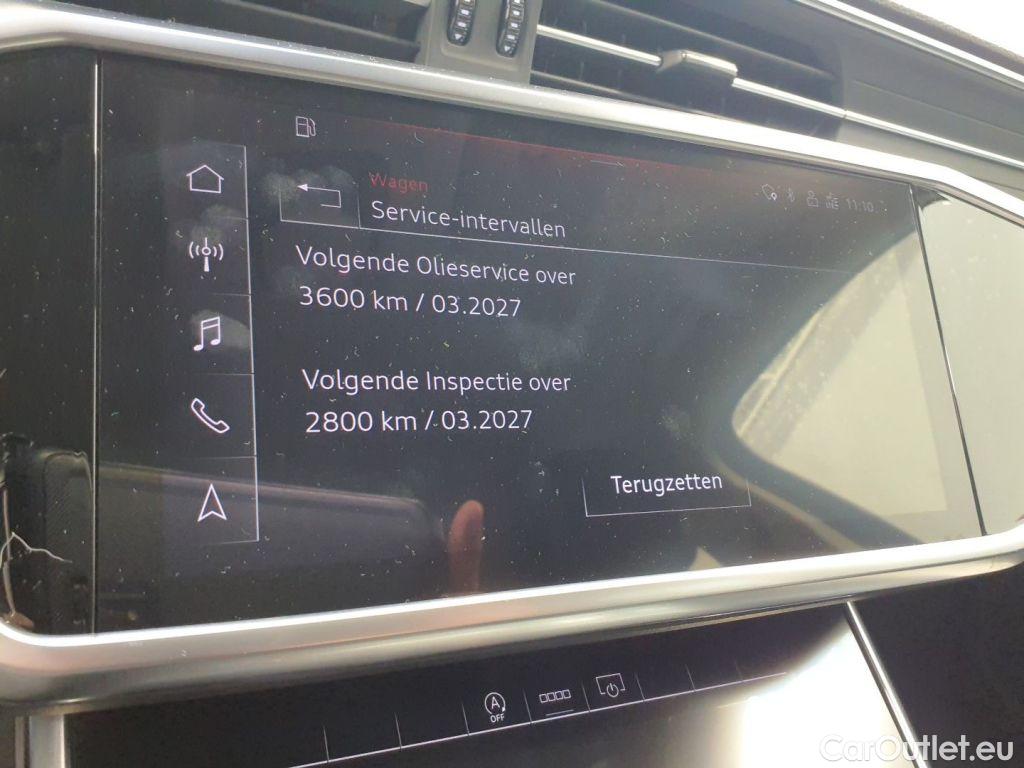 Wagen
11:10
Service-intervallen
Volgende Olieservice over
3600 km / 03.2027
Volgende Inspectie over
2800 km / 03.2027
Terugzetten
A
OFF
CarOutlet.eu